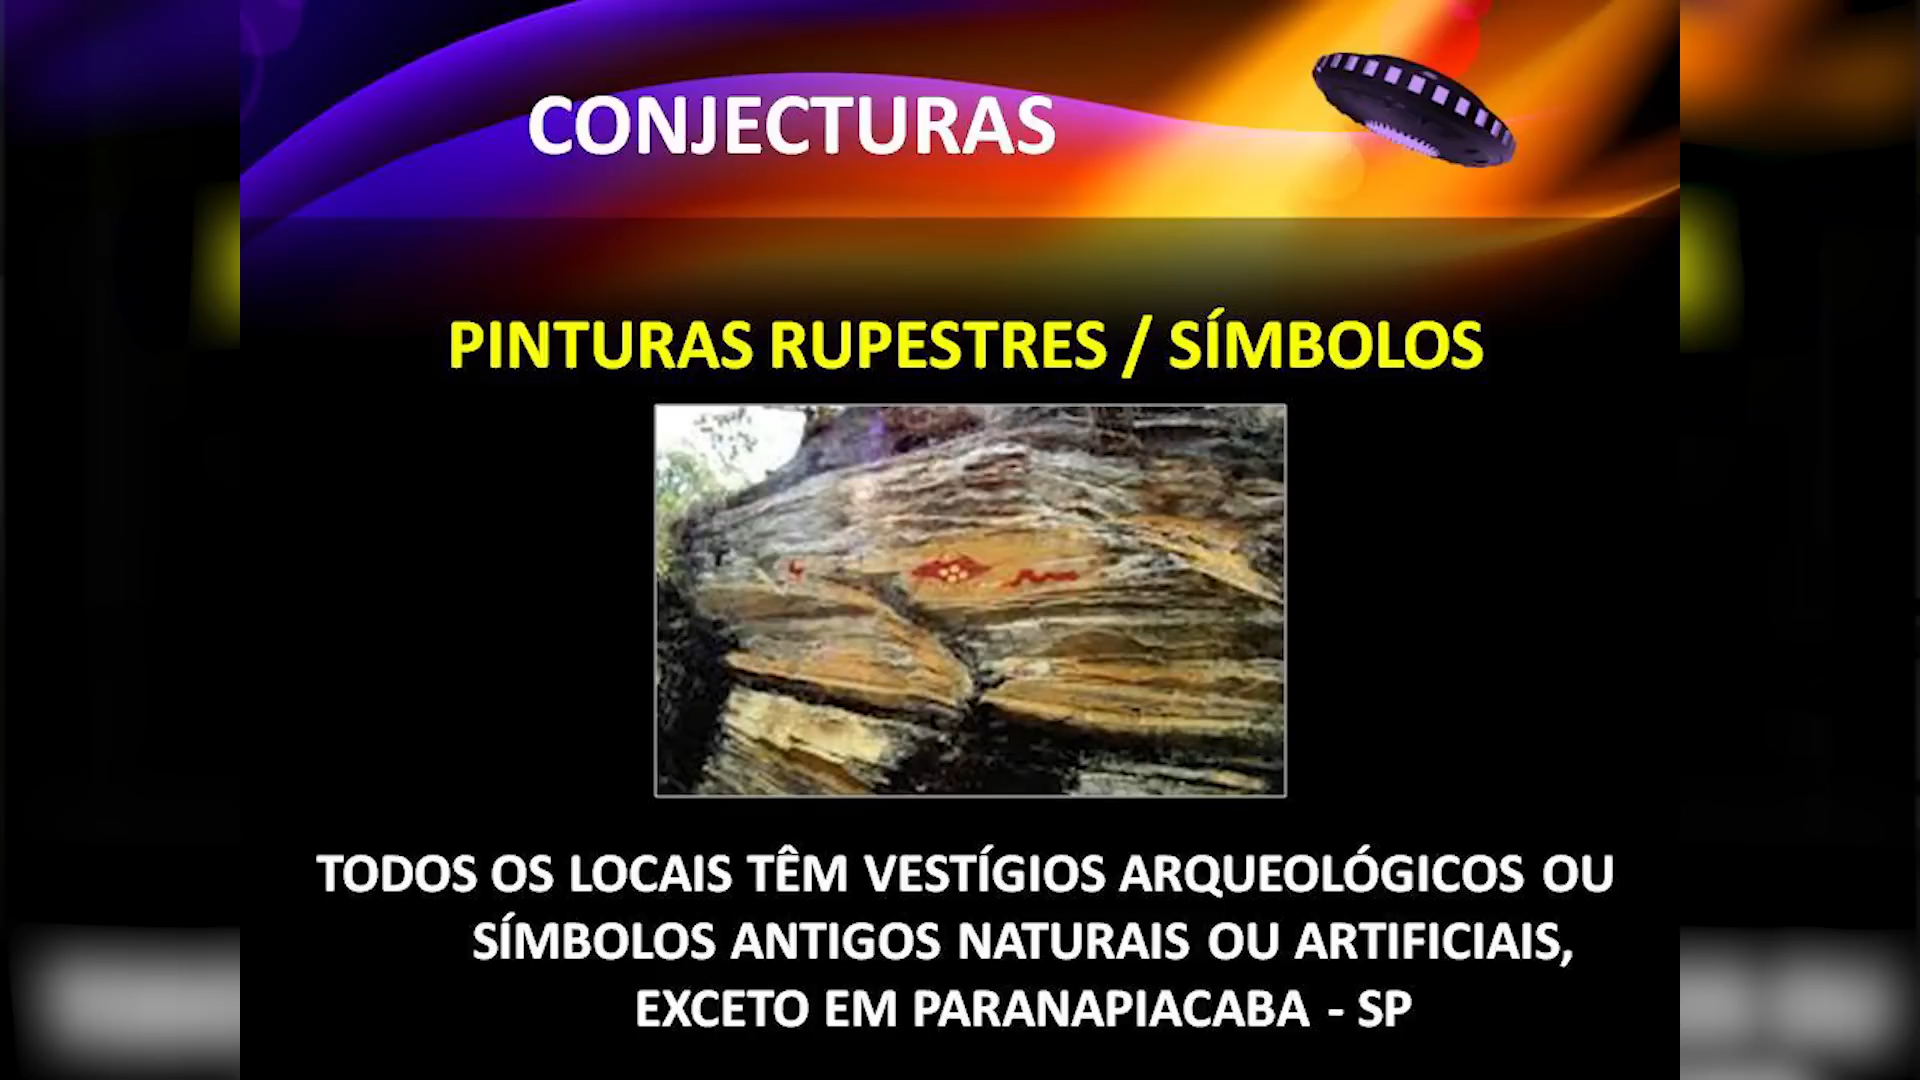 CONJECTURAS
PINTURAS RUPESTRES / SÍMBOLOS
TODOS OS LOCAIS TÊM VESTÍGIOS ARQUEOLÓGICOS OU
SÍMBOLOS ANTIGOS NATURAIS OU ARTIFICIAIS,
EXCETO EM PARANAPIACABA - SP